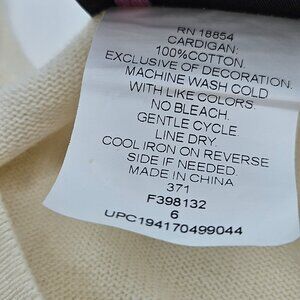 RN 18854
CARDIGAN:
100%COTTON.
EXCLUSIVE OF DECORATION.
MACHINE WASH COLD
WITH LIKE COLORS.
NO BLEACH.
GENTLE CYCLE.
LINE DRY.
COOL IRON ON REVERSE
SIDE IF NEEDED.
MADE IN CHINA
371
F398132
6
UPC194170499044